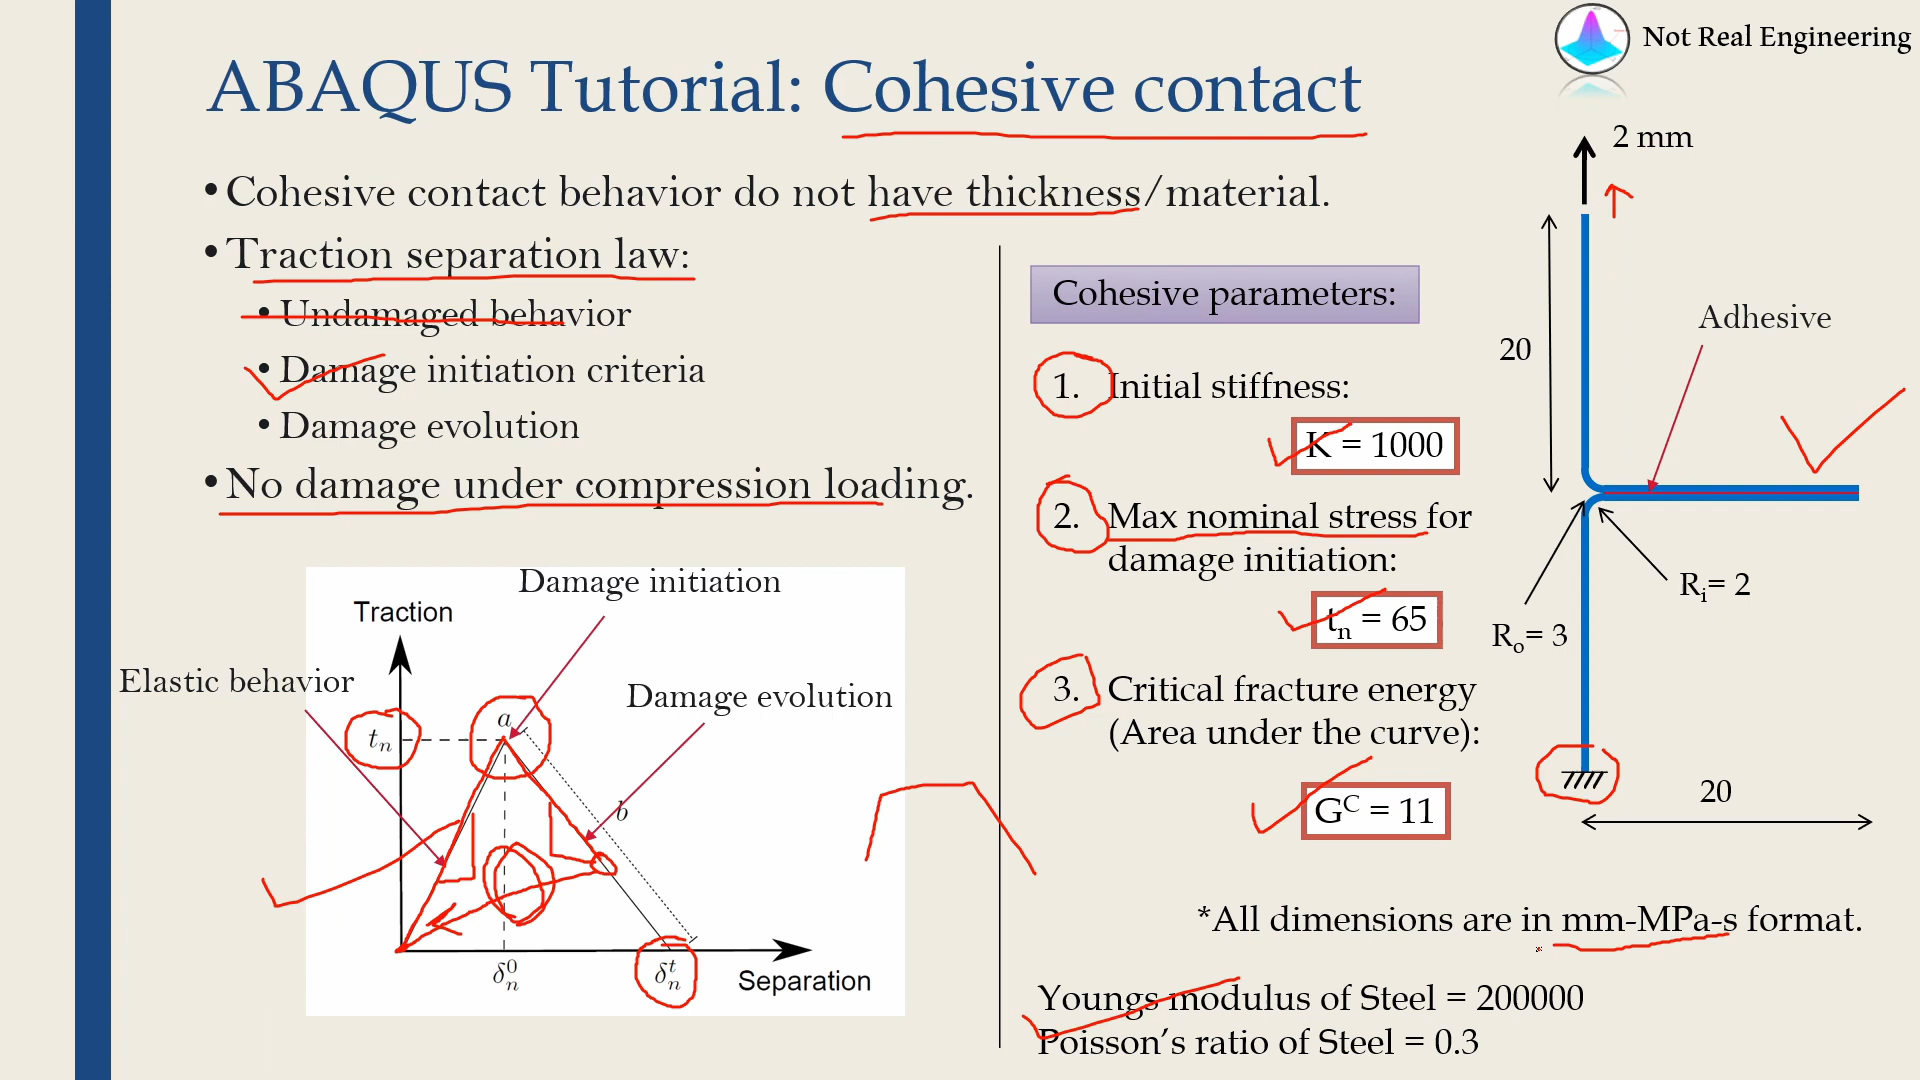 Not Real Engineering
ABAQUS Tutorial: Cohesive contact
•Cohesive contact behavior do not have thickness/material.
•Traction separation law:
• Undamaged behavior
• Damage initiation criteria
• Damage evolution
•No damage under compression loading.
Damage initiation
Traction
Elastic behavior
Damage evolution
a
tₙ
b
δₙ⁰
δₙᵗ
Separation
Cohesive parameters:
1. Initial stiffness:
K = 1000
2. Max nominal stress for
damage initiation:
tₙ = 65
3. Critical fracture energy
(Area under the curve):
Gᶜ = 11
*All dimensions are in mm-MPa-s format.
Youngs modulus of Steel = 200000
Poisson’s ratio of Steel = 0.3
2 mm
Adhesive
20
Rᵢ= 2
Rₒ= 3
20